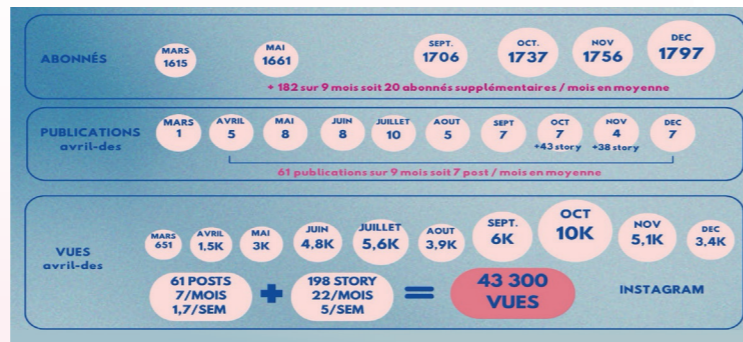 ABONNÉS
MARS
1615
MAI
1661
SEPT.
1706
OCT.
1737
NOV
1756
DEC
1797
+ 182 sur 9 mois soit 20 abonnés supplémentaires / mois en moyenne
PUBLICATIONS
avril-des
MARS
1
AVRIL
5
MAI
8
JUIN
8
JUILLET
10
AOUT
5
SEPT
7
OCT
7
+43 story
NOV
4
+38 story
DEC
7
61 publications sur 9 mois soit 7 post / mois en moyenne
VUES
avril-des
MARS
651
AVRIL
1,5K
MAI
3K
JUIN
4,8K
JUILLET
5,6K
AOUT
3,9K
SEPT.
6K
OCT
10K
NOV
5,1K
DEC
3,4K
61 POSTS
7/MOIS
1,7/SEM
+
198 STORY
22/MOIS
5/SEM
=
43 300
VUES
INSTAGRAM